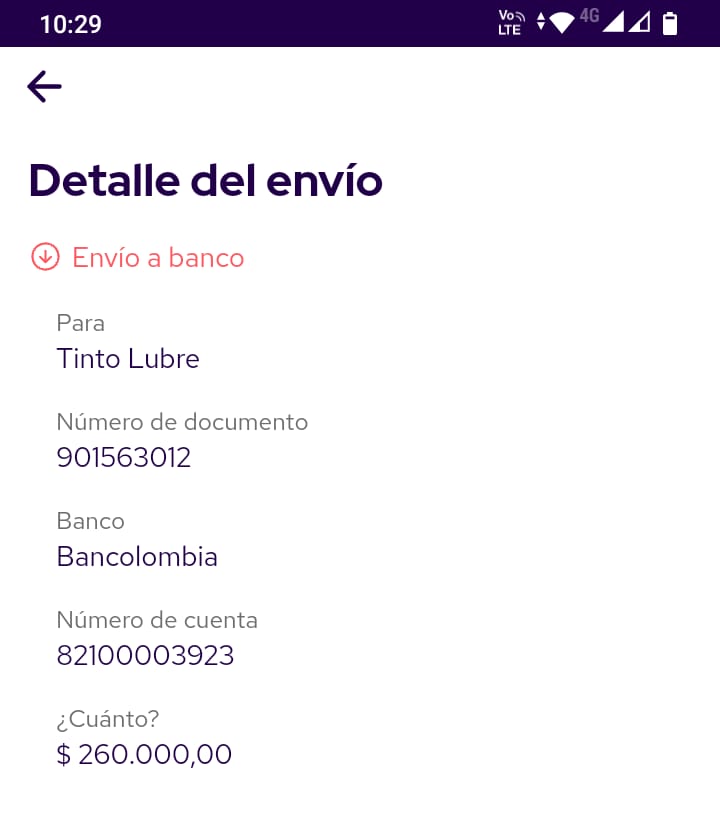 10:29
Vo LTE
4G
Detalle del envío
Envío a banco
Para
Tinto Lubre
Número de documento
901563012
Banco
Bancolombia
Número de cuenta
82100003923
¿Cuánto?
$ 260.000,00